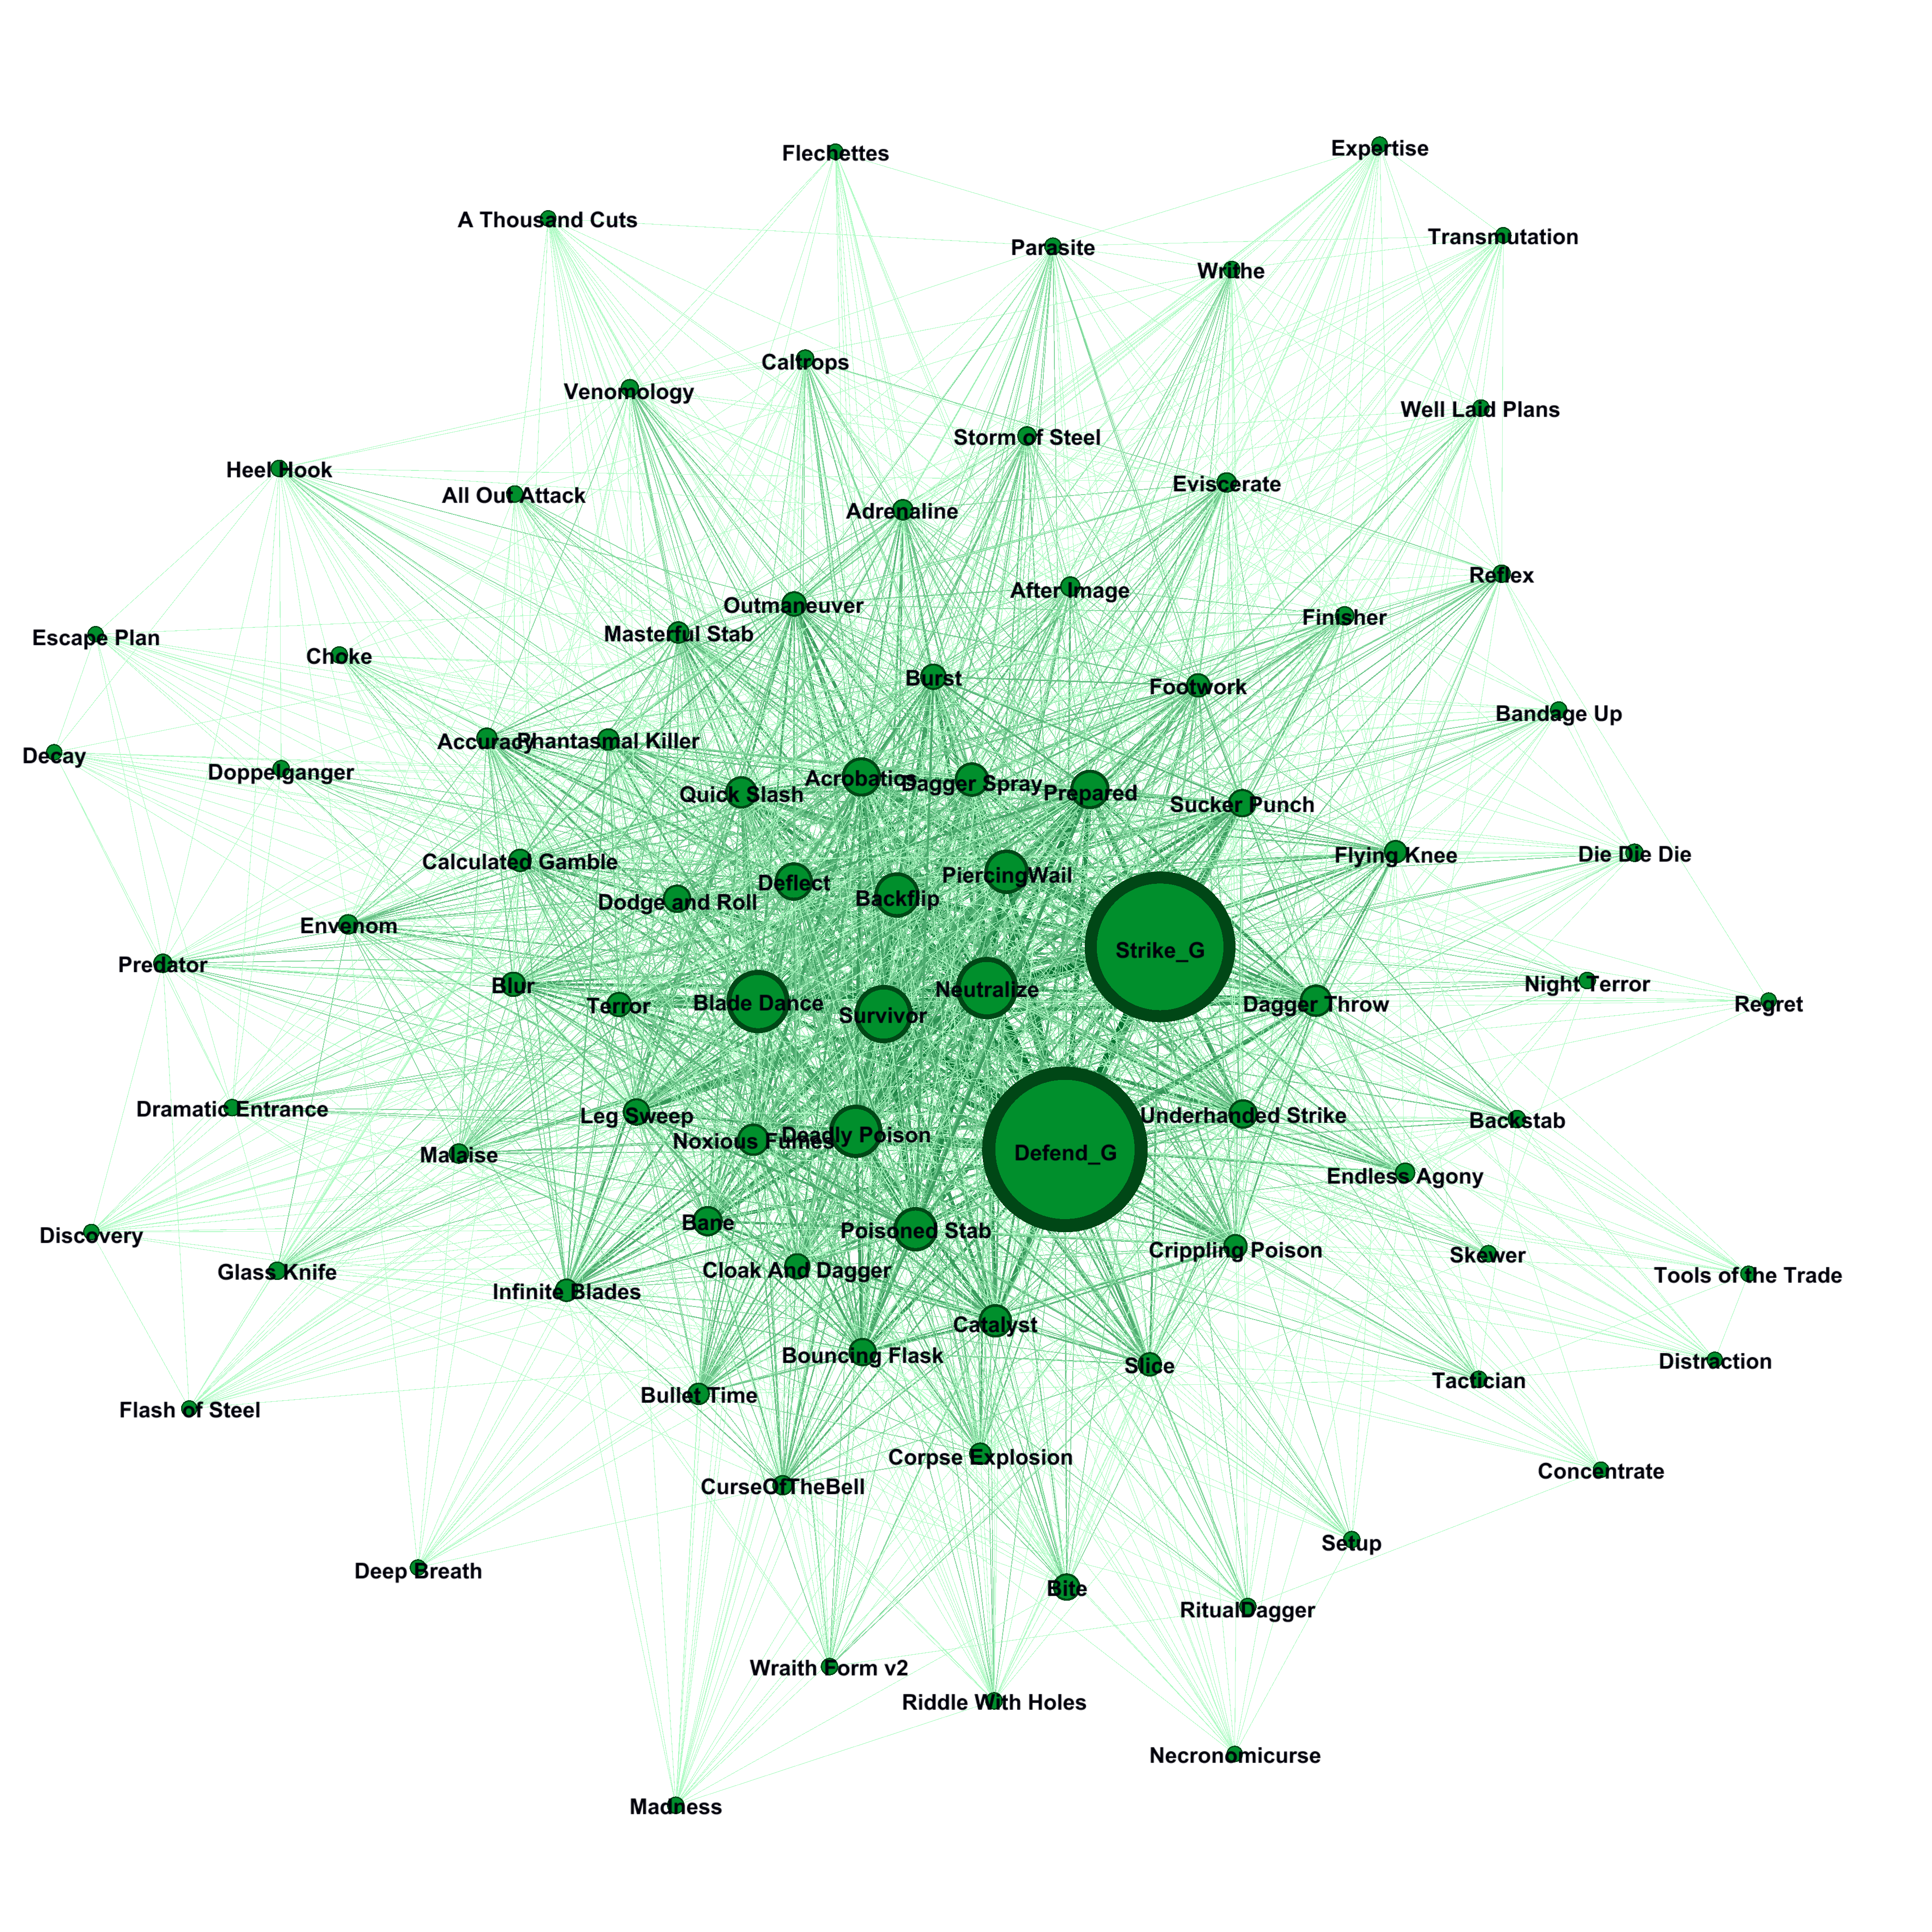 Expertise
Flechettes
A Thousand Cuts
Transmutation
Parasite
Writhe
Caltrops
Venomology
Well Laid Plans
Storm of Steel
Heel Hook
Eviscerate
All Out Attack
Adrenaline
Reflex
After Image
Outmaneuver
Finisher
Masterful Stab
Escape Plan
Choke
Burst
Footwork
Bandage Up
Accuracy
Phantasmal Killer
Decay
Doppelganger
Acrobatics
Dagger Spray
Prepared
Quick Slash
Sucker Punch
Die Die Die
Flying Knee
Calculated Gamble
PiercingWail
Deflect
Backflip
Dodge and Roll
Envenom
Strike_G
Predator
Night Terror
Blur
Neutralize
Blade Dance
Dagger Throw
Regret
Terror
Survivor
Dramatic Entrance
Leg Sweep
Underhanded Strike
Backstab
Deadly Poison
Noxious Fumes
Defend_G
Malaise
Endless Agony
Bane
Poisoned Stab
Discovery
Crippling Poison
Skewer
Cloak And Dagger
Glass Knife
Tools of the Trade
Infinite Blades
Catalyst
Bouncing Flask
Distraction
Slice
Tactician
Bullet Time
Flash of Steel
Corpse Explosion
Concentrate
CurseOfTheBell
Setup
Deep Breath
Bite
RitualDagger
Wraith Form v2
Riddle With Holes
Necronomicurse
Madness